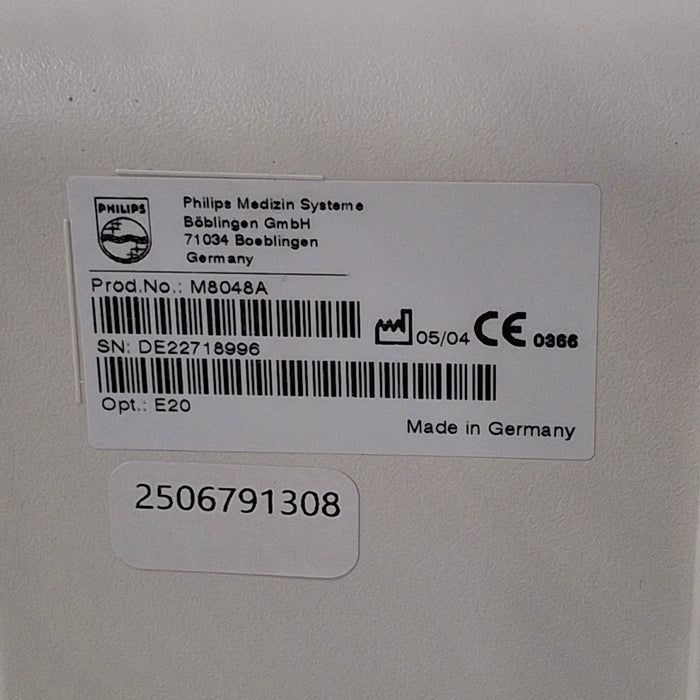 PHILIPS
Philips Medizin Systeme
Böblingen GmbH
71034 Boeblingen
Germany
Prod.No.: M8048A
05/04 CE 0366
SN: DE22718996
Opt.: E20
Made in Germany
2506791308